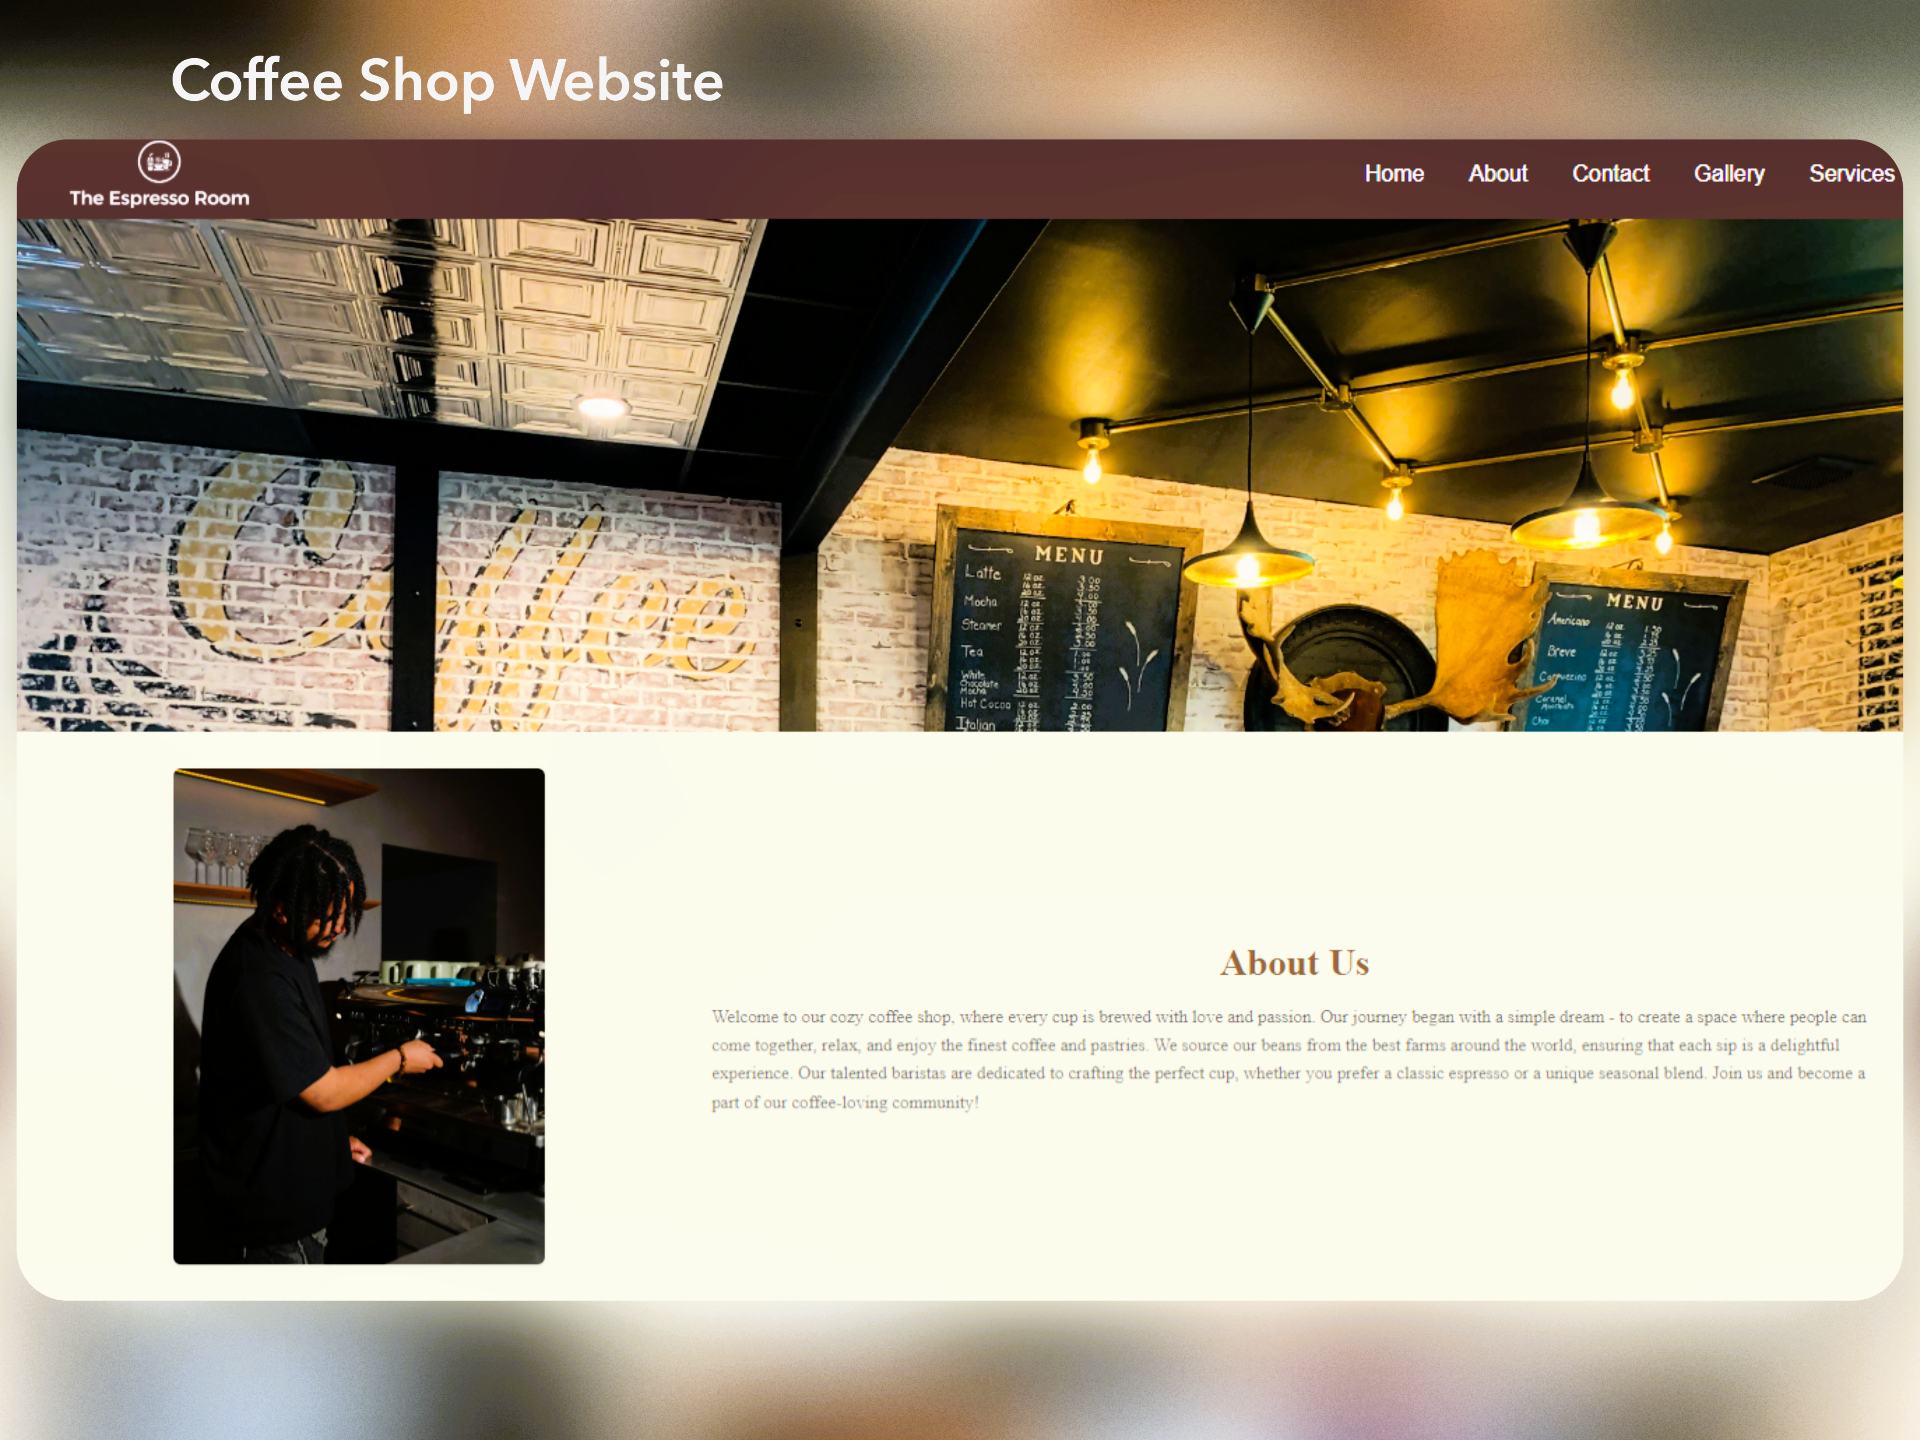 Coffee Shop Website
The Espresso Room
Home About Contact Gallery Services
Coffee
MENU
Latte
Mocha
Steamer
Tea
White
Chocolate
Mocha
Hot Cocoa
Italian
MENU
Americano
Breve
Cappuccino
Caramel
Chai
About Us
Welcome to our cozy coffee shop, where every cup is brewed with love and passion. Our journey began with a simple dream - to create a space where people can
come together, relax, and enjoy the finest coffee and pastries. We source our beans from the best farms around the world, ensuring that each sip is a delightful
experience. Our talented baristas are dedicated to crafting the perfect cup, whether you prefer a classic espresso or a unique seasonal blend. Join us and become a
part of our coffee-loving community!